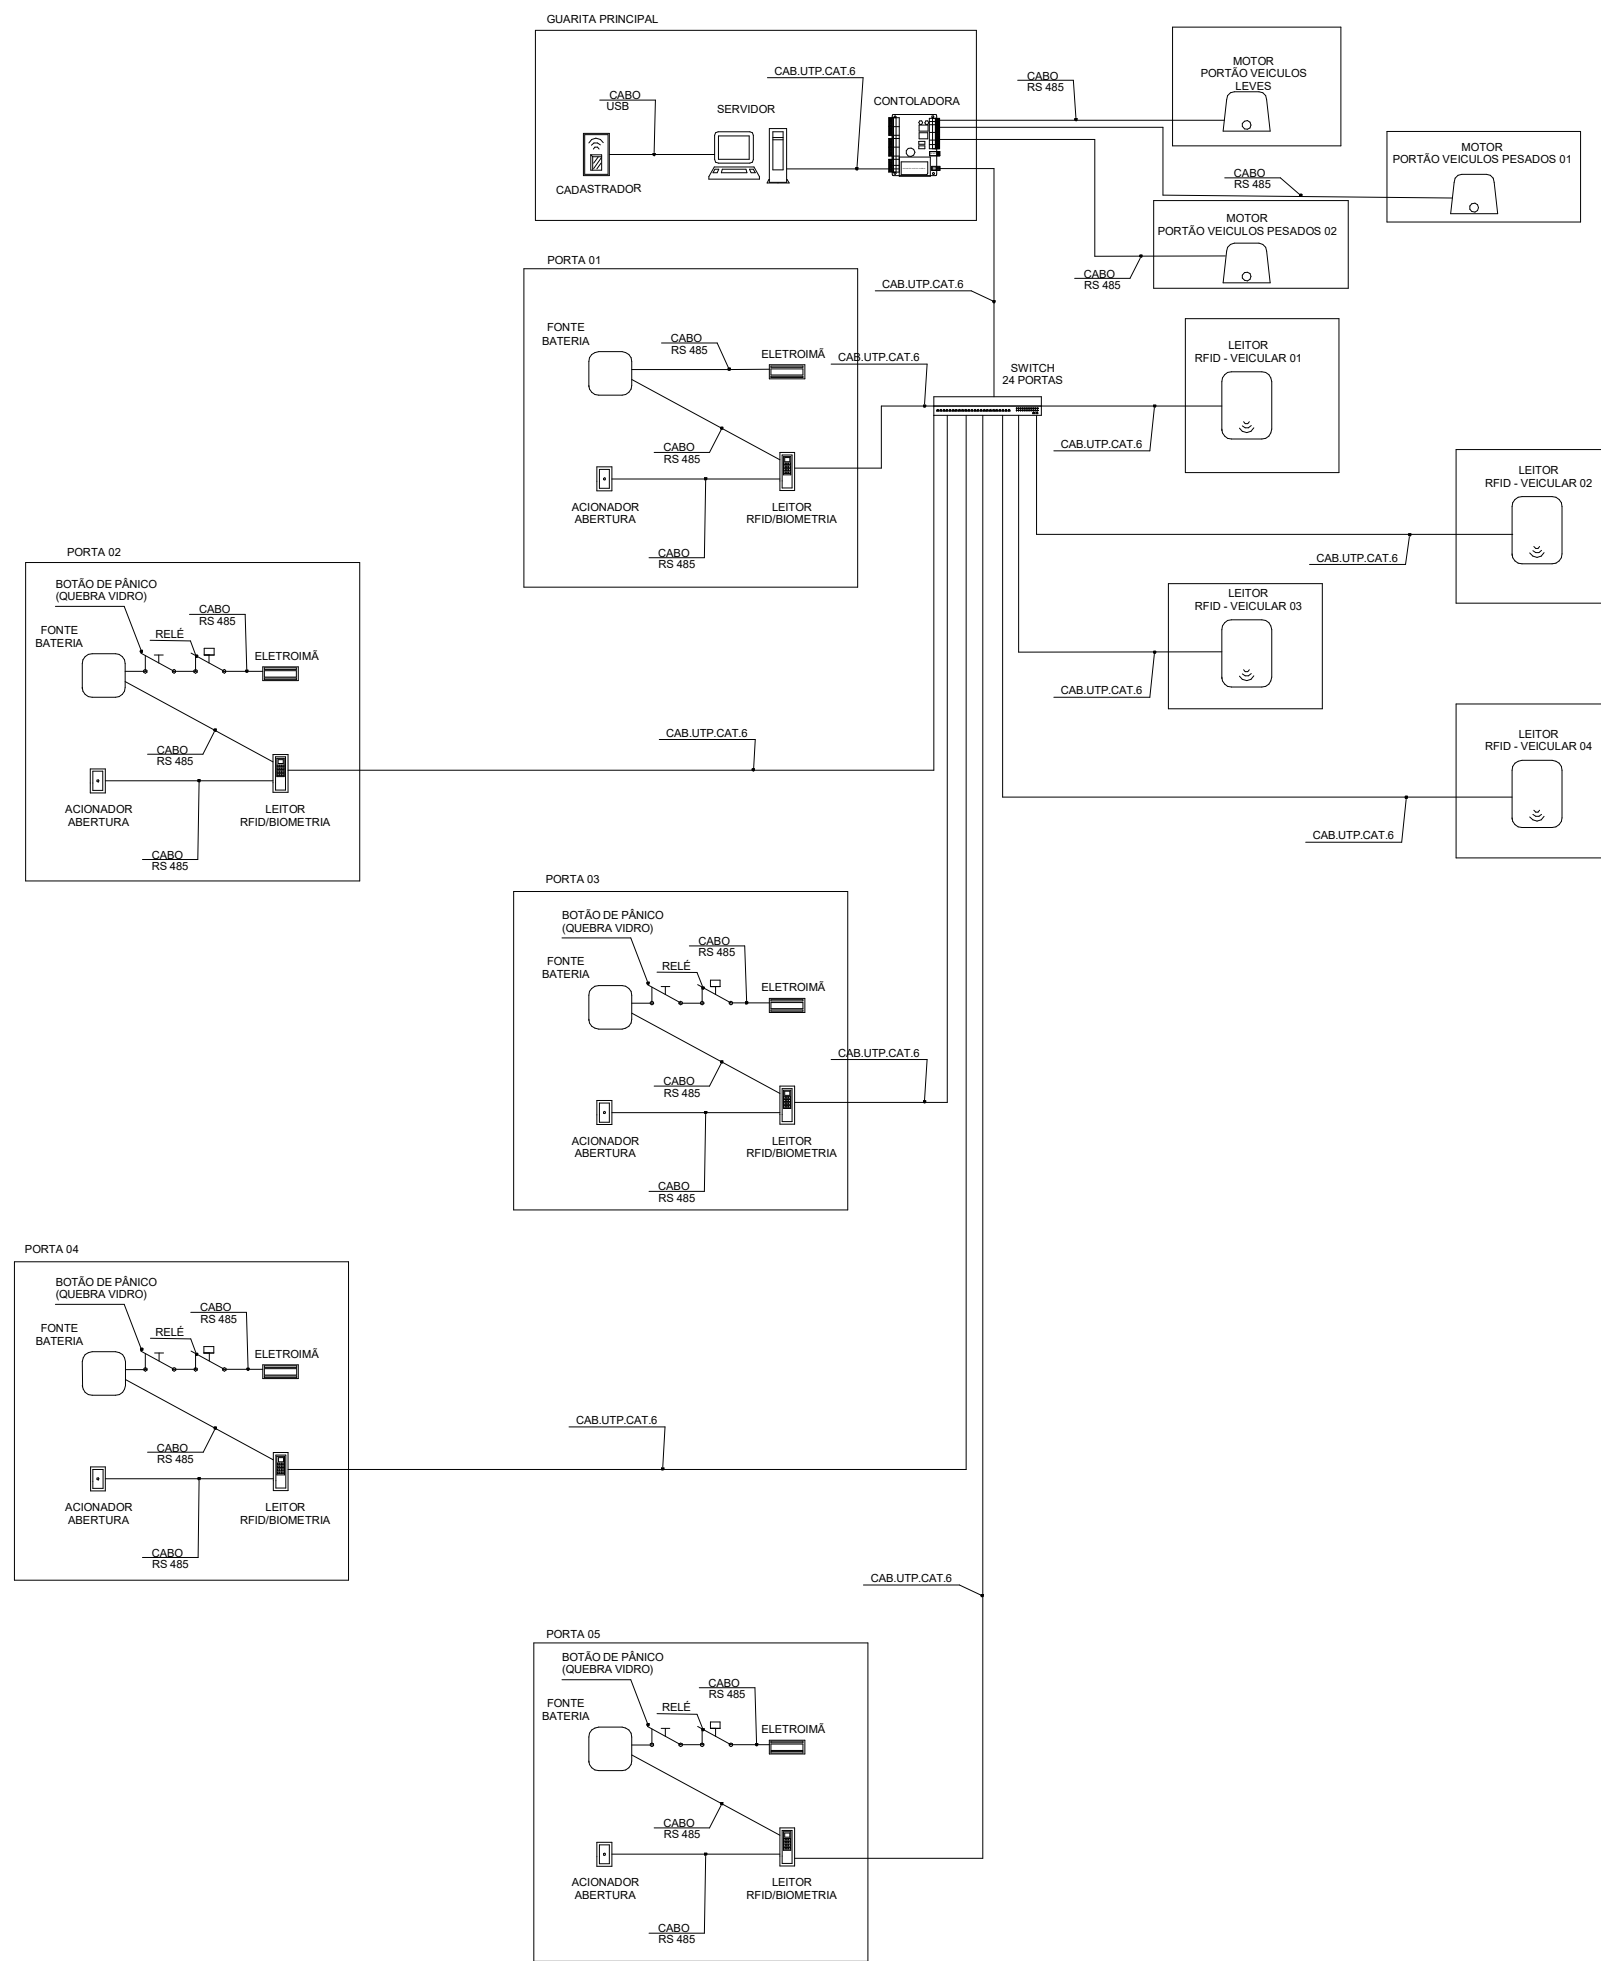 GUARITA PRINCIPAL
CABO
USB
CAB.UTP.CAT.6
SERVIDOR
CONTOLADORA
CADASTRADOR
CABO
RS 485
MOTOR
PORTÃO VEICULOS
LEVES
MOTOR
PORTÃO VEICULOS PESADOS 01
CABO
RS 485
MOTOR
PORTÃO VEICULOS PESADOS 02
CABO
RS 485
CAB.UTP.CAT.6
SWITCH
24 PORTAS
PORTA 01
FONTE
BATERIA
CABO
RS 485
ELETROIMÃ
CAB.UTP.CAT.6
CABO
RS 485
ACIONADOR
ABERTURA
LEITOR
RFID/BIOMETRIA
CABO
RS 485
LEITOR
RFID - VEICULAR 01
CAB.UTP.CAT.6
LEITOR
RFID - VEICULAR 02
CAB.UTP.CAT.6
LEITOR
RFID - VEICULAR 03
CAB.UTP.CAT.6
LEITOR
RFID - VEICULAR 04
CAB.UTP.CAT.6
PORTA 02
BOTÃO DE PÂNICO
(QUEBRA VIDRO)
CABO
RS 485
FONTE
BATERIA
RELÉ
ELETROIMÃ
CABO
RS 485
ACIONADOR
ABERTURA
LEITOR
RFID/BIOMETRIA
CABO
RS 485
CAB.UTP.CAT.6
PORTA 03
BOTÃO DE PÂNICO
(QUEBRA VIDRO)
CABO
RS 485
FONTE
BATERIA
RELÉ
ELETROIMÃ
CAB.UTP.CAT.6
CABO
RS 485
ACIONADOR
ABERTURA
LEITOR
RFID/BIOMETRIA
CABO
RS 485
PORTA 04
BOTÃO DE PÂNICO
(QUEBRA VIDRO)
CABO
RS 485
FONTE
BATERIA
RELÉ
ELETROIMÃ
CABO
RS 485
ACIONADOR
ABERTURA
LEITOR
RFID/BIOMETRIA
CABO
RS 485
CAB.UTP.CAT.6
CAB.UTP.CAT.6
PORTA 05
BOTÃO DE PÂNICO
(QUEBRA VIDRO)
CABO
RS 485
FONTE
BATERIA
RELÉ
ELETROIMÃ
CABO
RS 485
ACIONADOR
ABERTURA
LEITOR
RFID/BIOMETRIA
CABO
RS 485